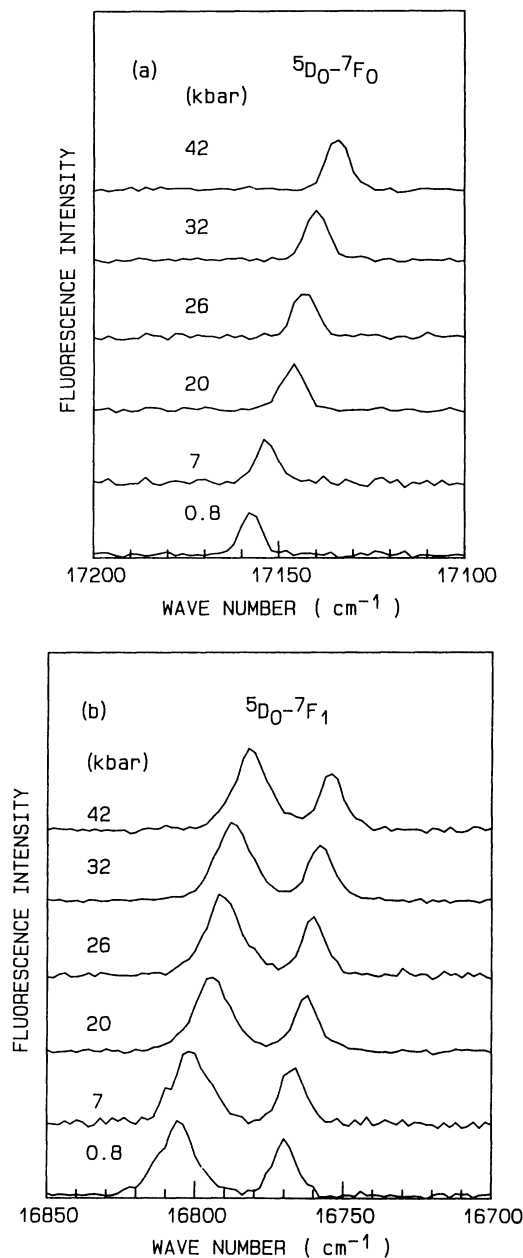 (a) ⁵D₀–⁷F₀
(kbar)
42
32
26
20
7
0.8
FLUORESCENCE INTENSITY
17200 17150 17100
WAVE NUMBER ( cm⁻¹ )
(b) ⁵D₀–⁷F₁
(kbar)
42
32
26
20
7
0.8
FLUORESCENCE INTENSITY
16850 16800 16750 16700
WAVE NUMBER ( cm⁻¹ )